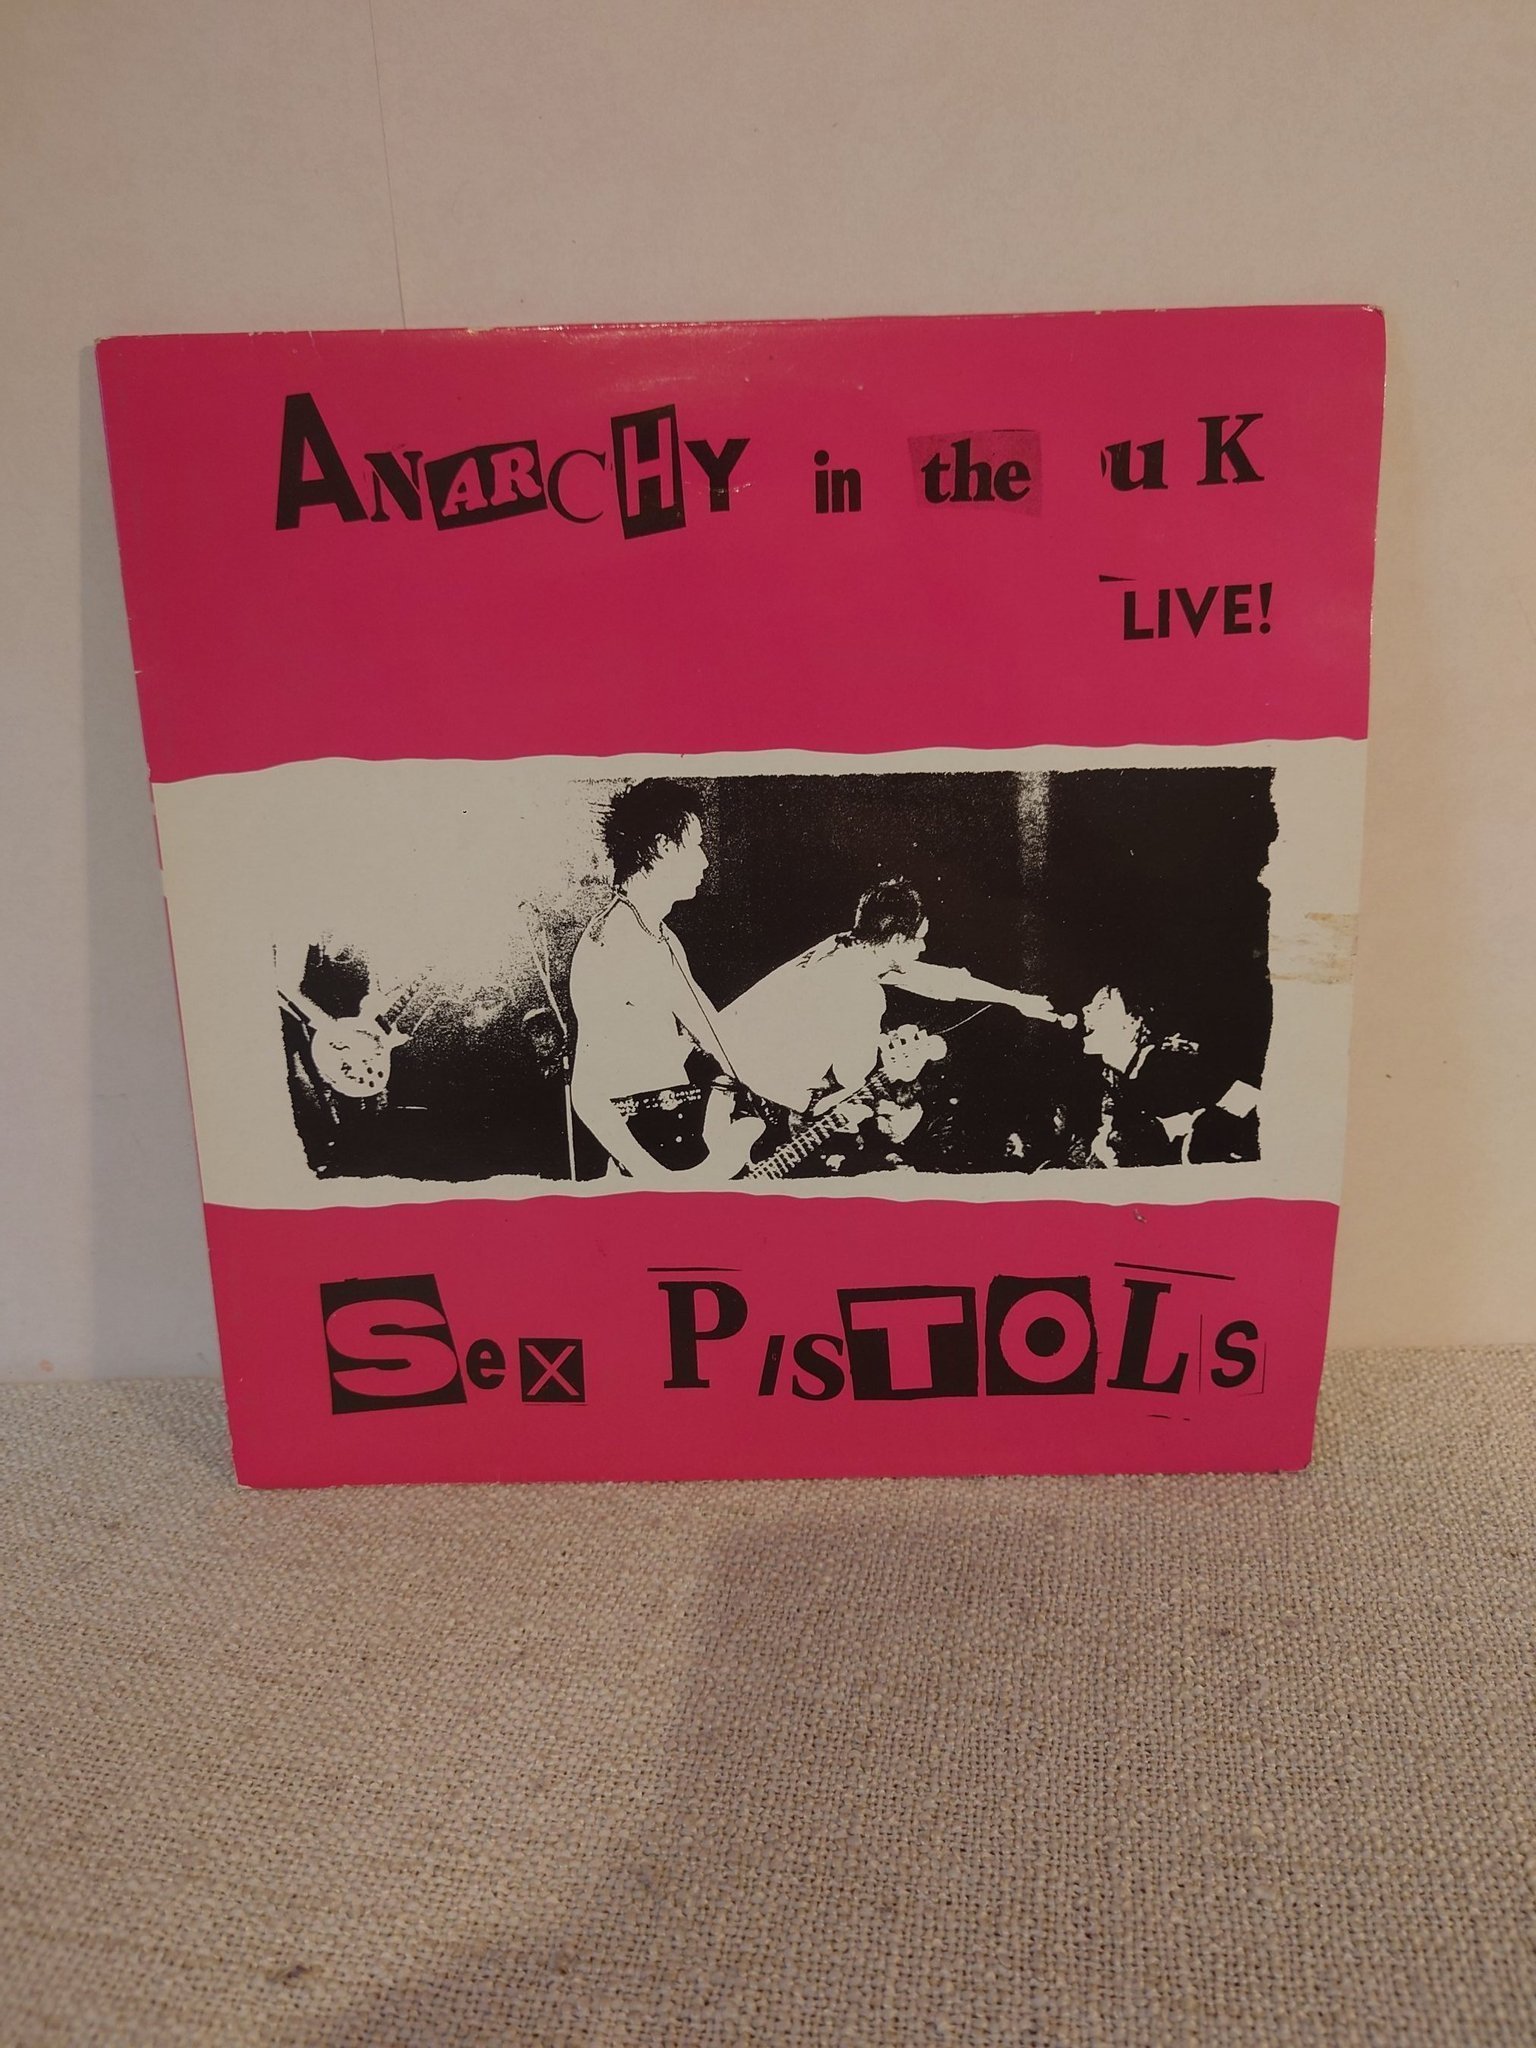 ANARCHY in the uK
LIVE!
Sex PISTOLS